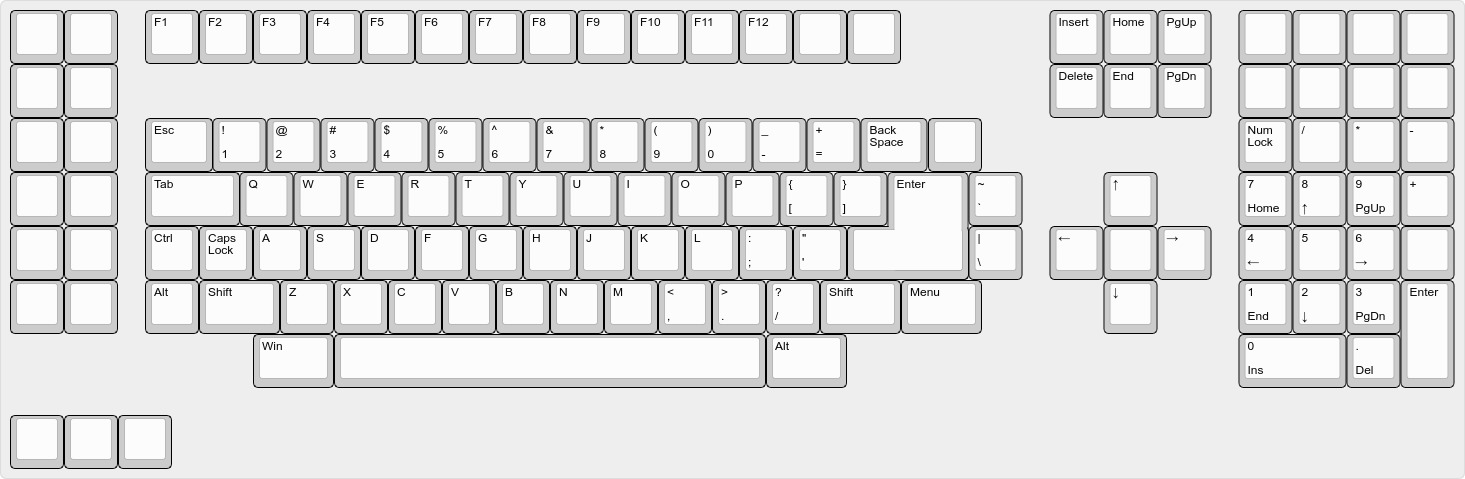 F1 F2 F3 F4 F5 F6 F7 F8 F9 F10 F11 F12 Insert Home PgUp
Delete End PgDn
Esc ! @ # $ % ^ & * ( ) _ + Back Num / * -
Space Lock
1 2 3 4 5 6 7 8 9 0 - =
Tab Q W E R T Y U I O P { } Enter ~ ↑ 7 8 9 +
[ ] ` Home ↑ PgUp
Ctrl Caps A S D F G H J K L : " | ← → 4 5 6
Lock
; ' \ ← →
Alt Shift Z X C V B N M < > ? Shift Menu ↓ 1 2 3 Enter
, . / End ↓ PgDn
Win Alt 0 .
Ins Del